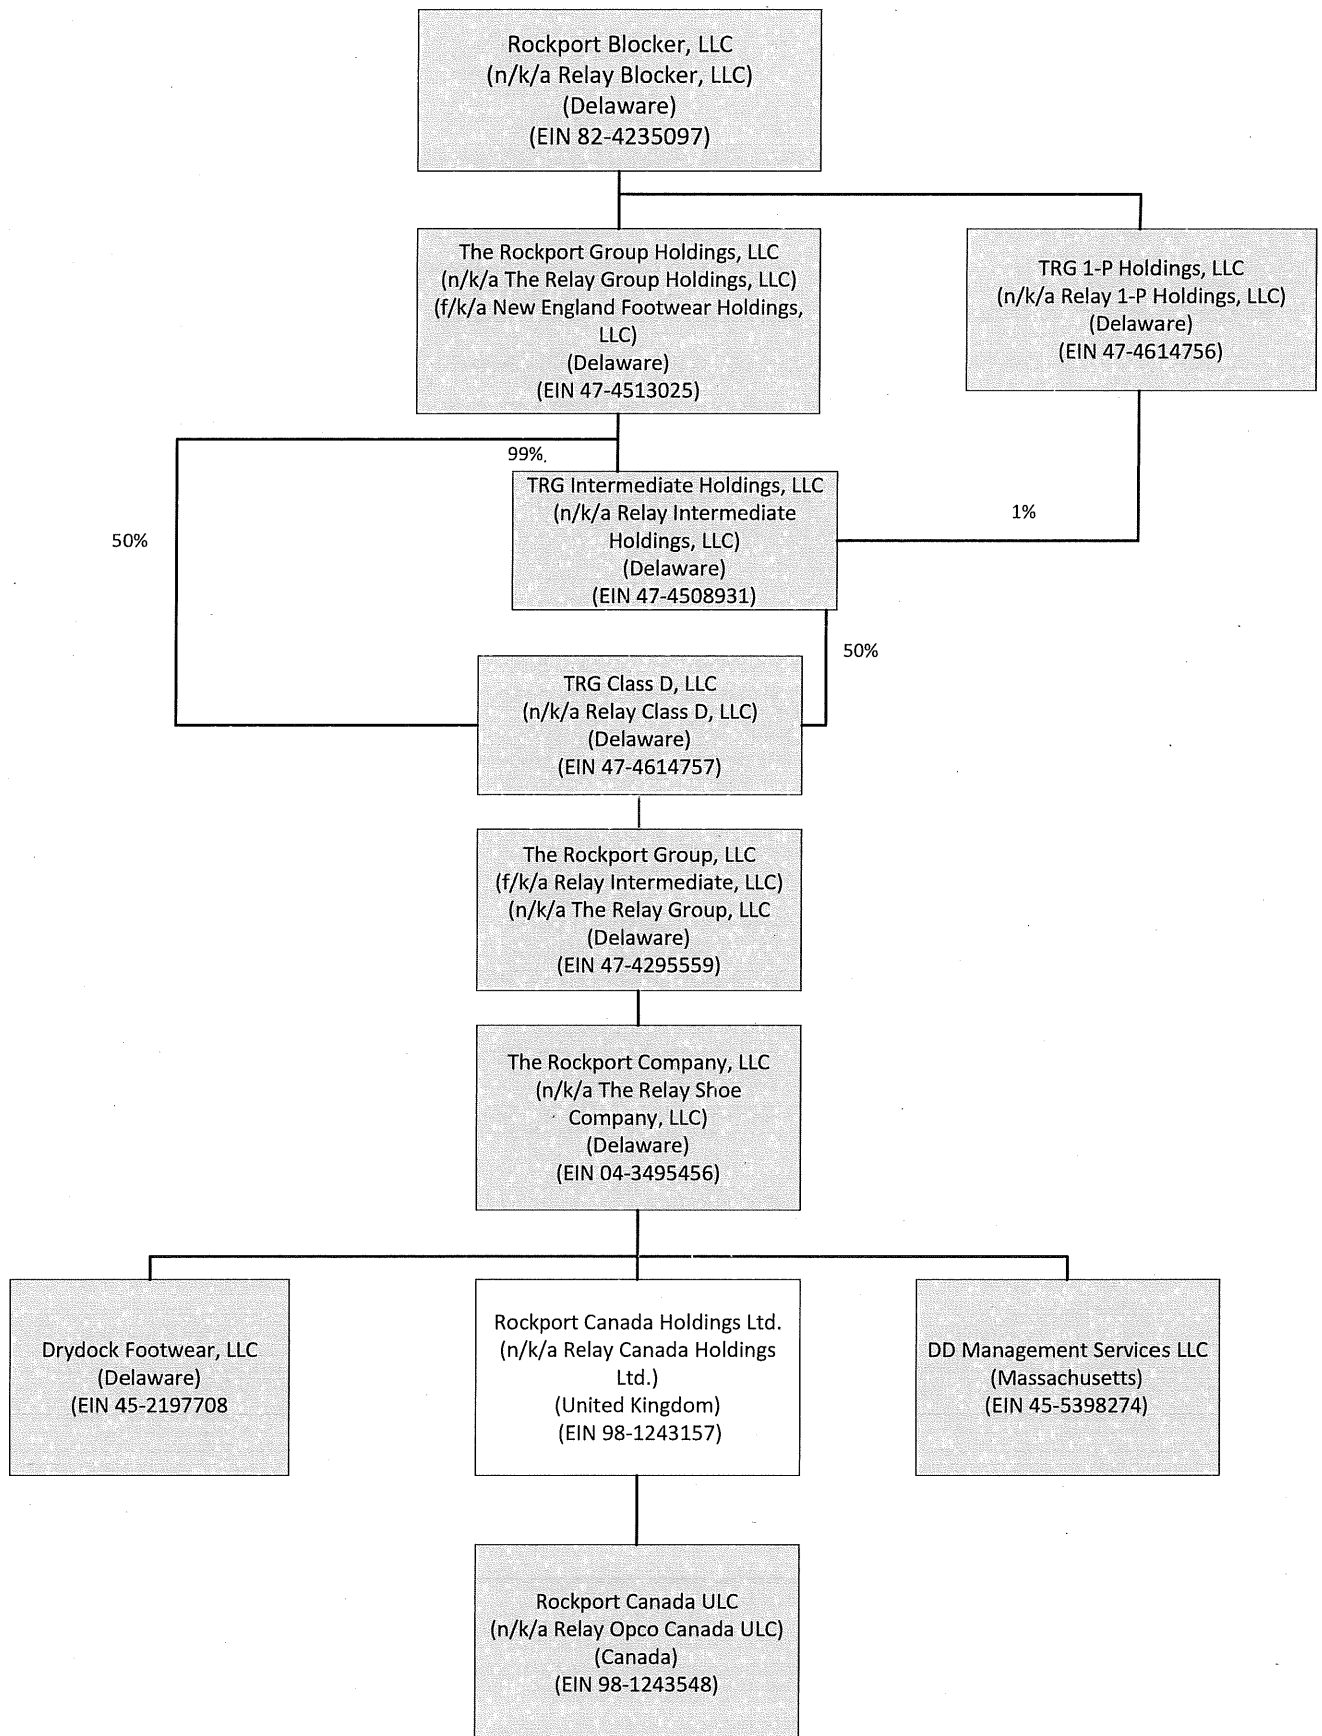 Rockport Blocker, LLC
(n/k/a Relay Blocker, LLC)
(Delaware)
(EIN 82-4235097)
The Rockport Group Holdings, LLC
(n/k/a The Relay Group Holdings, LLC)
(f/k/a New England Footwear Holdings,
LLC)
(Delaware)
(EIN 47-4513025)
TRG 1-P Holdings, LLC
(n/k/a Relay 1-P Holdings, LLC)
(Delaware)
(EIN 47-4614756)
99%
TRG Intermediate Holdings, LLC
(n/k/a Relay Intermediate
Holdings, LLC)
(Delaware)
(EIN 47-4508931)
1%
50%
50%
TRG Class D, LLC
(n/k/a Relay Class D, LLC)
(Delaware)
(EIN 47-4614757)
The Rockport Group, LLC
(f/k/a Relay Intermediate, LLC)
(n/k/a The Relay Group, LLC
(Delaware)
(EIN 47-4295559)
The Rockport Company, LLC
(n/k/a The Relay Shoe
Company, LLC)
(Delaware)
(EIN 04-3495456)
Drydock Footwear, LLC
(Delaware)
(EIN 45-2197708
Rockport Canada Holdings Ltd.
(n/k/a Relay Canada Holdings
Ltd.)
(United Kingdom)
(EIN 98-1243157)
DD Management Services LLC
(Massachusetts)
(EIN 45-5398274)
Rockport Canada ULC
(n/k/a Relay Opco Canada ULC)
(Canada)
(EIN 98-1243548)